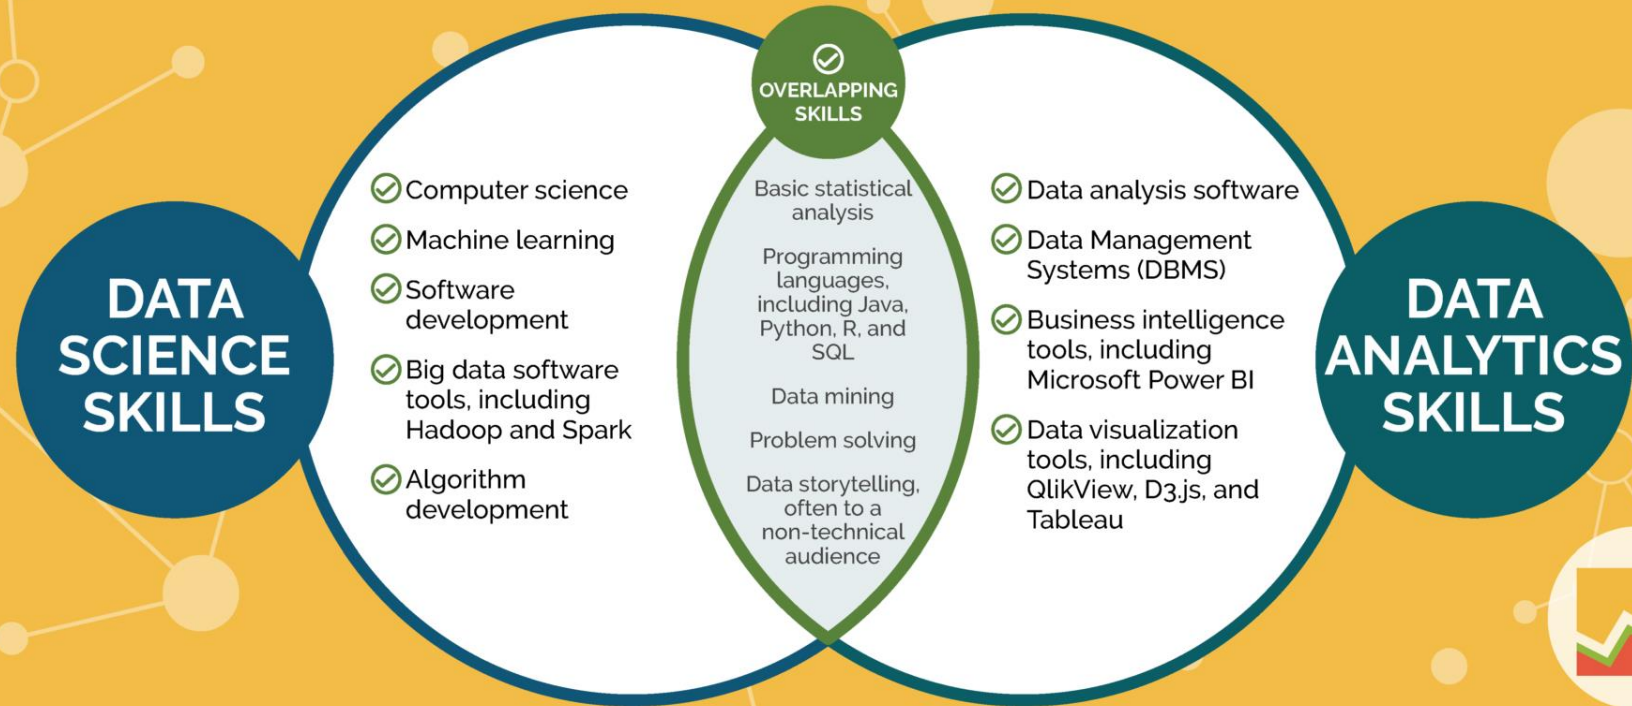 DATA
SCIENCE
SKILLS
Computer science
Machine learning
Software
development
Big data software
tools, including
Hadoop and Spark
Algorithm
development
OVERLAPPING
SKILLS
Basic statistical
analysis
Programming
languages,
including Java,
Python, R, and
SQL
Data mining
Problem solving
Data storytelling,
often to a
non-technical
audience
Data analysis software
Data Management
Systems (DBMS)
Business intelligence
tools, including
Microsoft Power BI
Data visualization
tools, including
QlikView, D3.js, and
Tableau
DATA
ANALYTICS
SKILLS